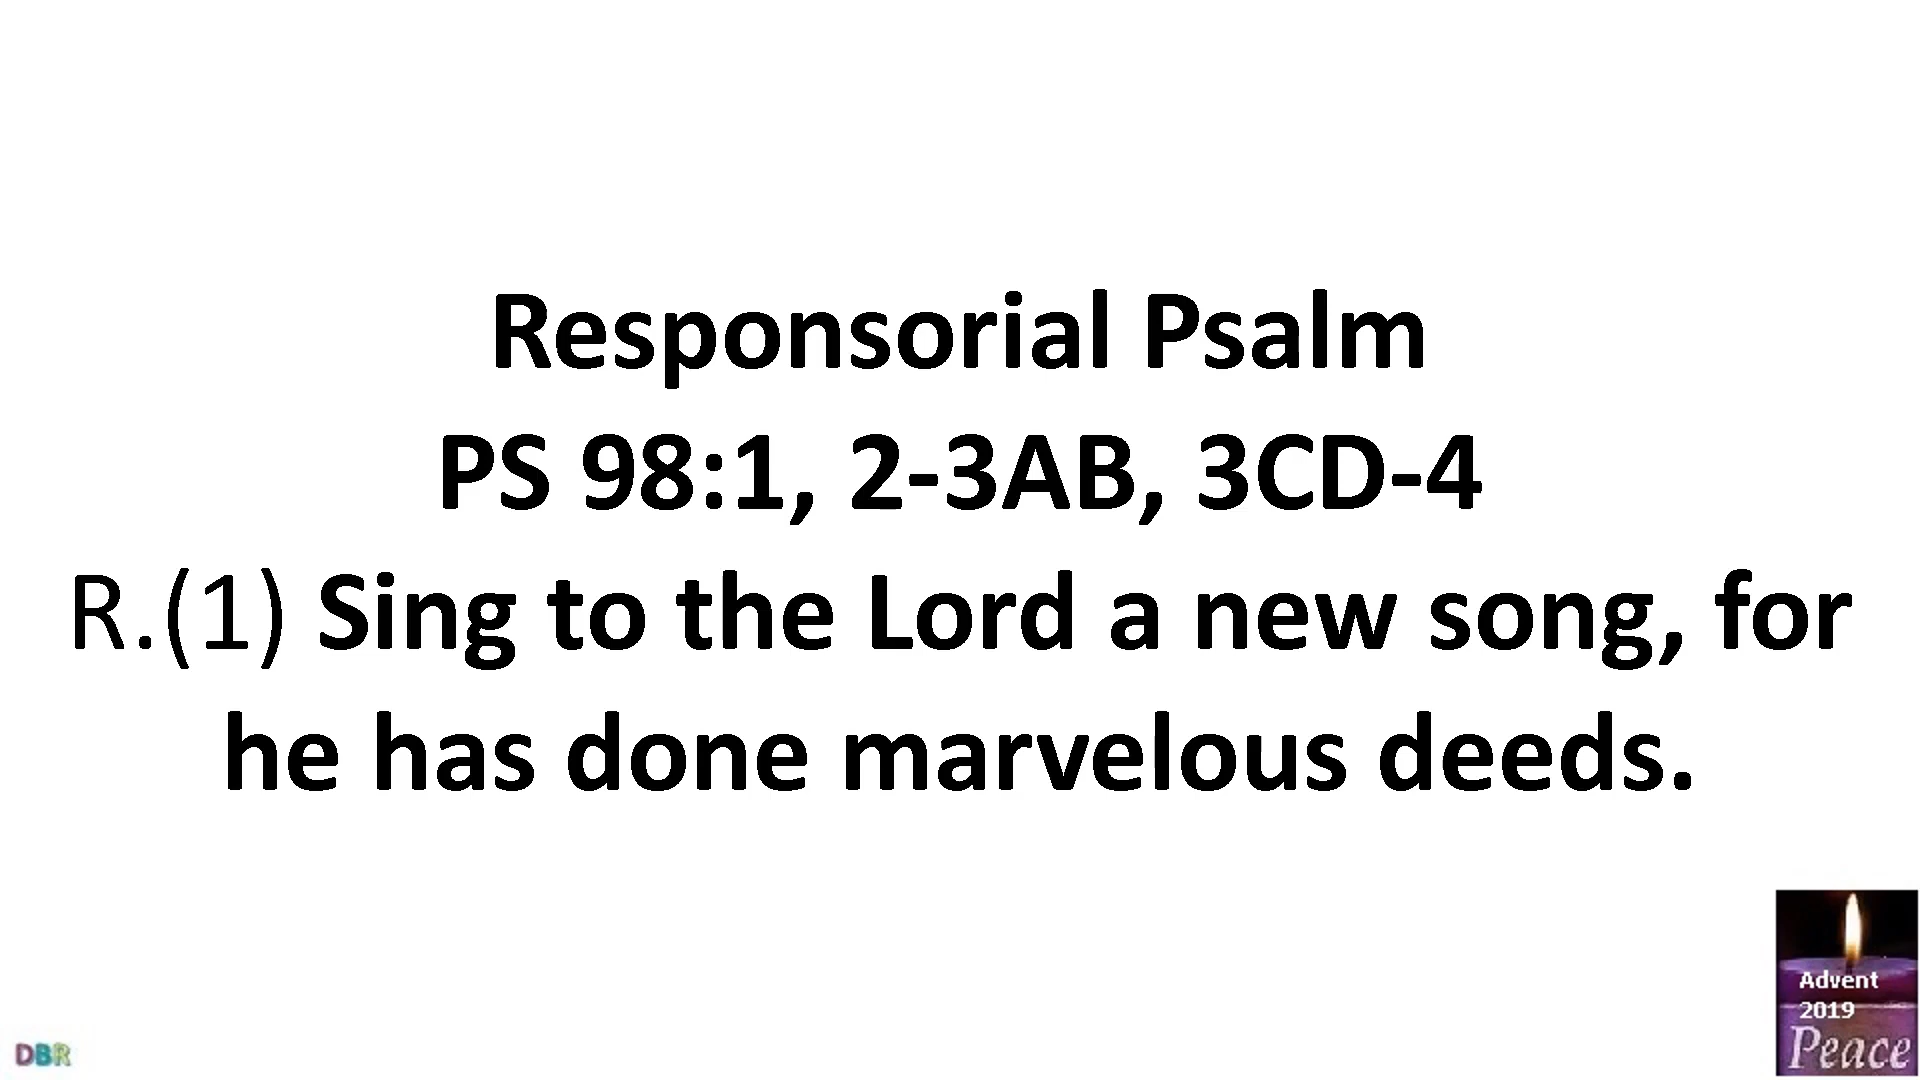 Responsorial Psalm
PS 98:1, 2-3AB, 3CD-4
R.(1) Sing to the Lord a new song, for
he has done marvelous deeds.
Advent
2019
Peace
DBR